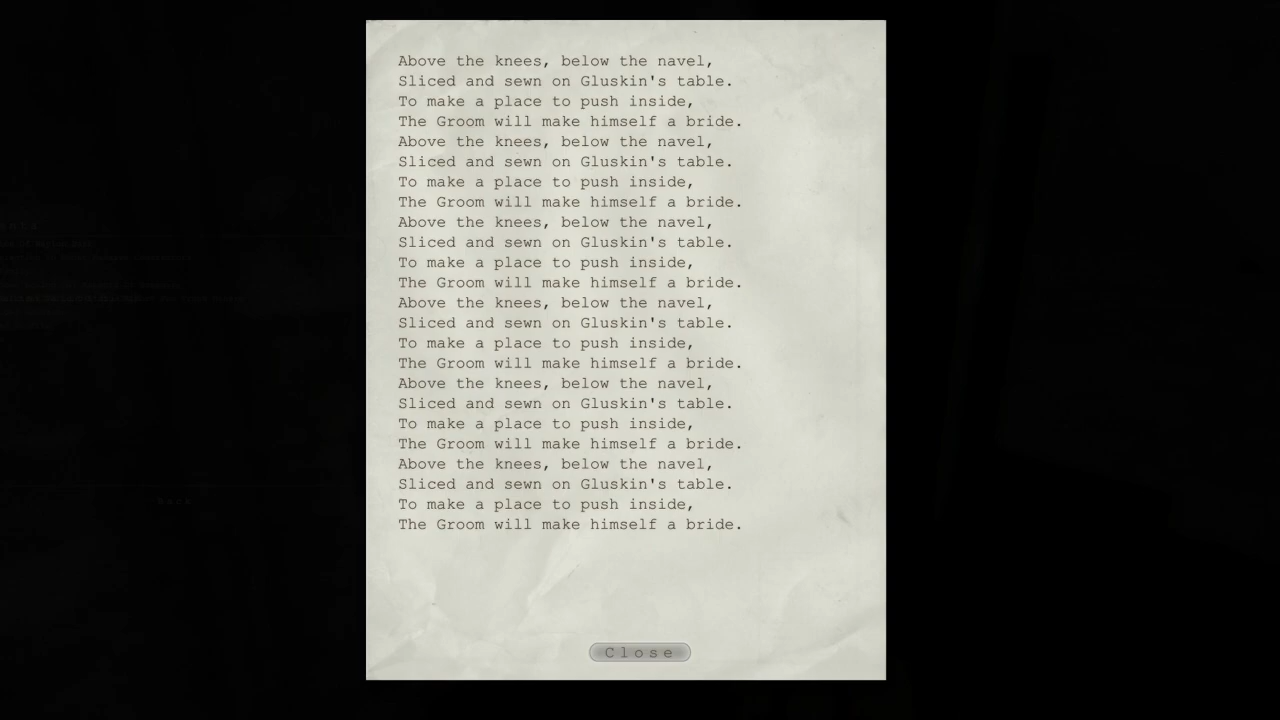 Above the knees, below the navel,
Sliced and sewn on Gluskin's table.
To make a place to push inside,
The Groom will make himself a bride.
Above the knees, below the navel,
Sliced and sewn on Gluskin's table.
To make a place to push inside,
The Groom will make himself a bride.
Above the knees, below the navel,
Sliced and sewn on Gluskin's table.
To make a place to push inside,
The Groom will make himself a bride.
Above the knees, below the navel,
Sliced and sewn on Gluskin's table.
To make a place to push inside,
The Groom will make himself a bride.
Above the knees, below the navel,
Sliced and sewn on Gluskin's table.
To make a place to push inside,
The Groom will make himself a bride.
Above the knees, below the navel,
Sliced and sewn on Gluskin's table.
To make a place to push inside,
The Groom will make himself a bride.
Close